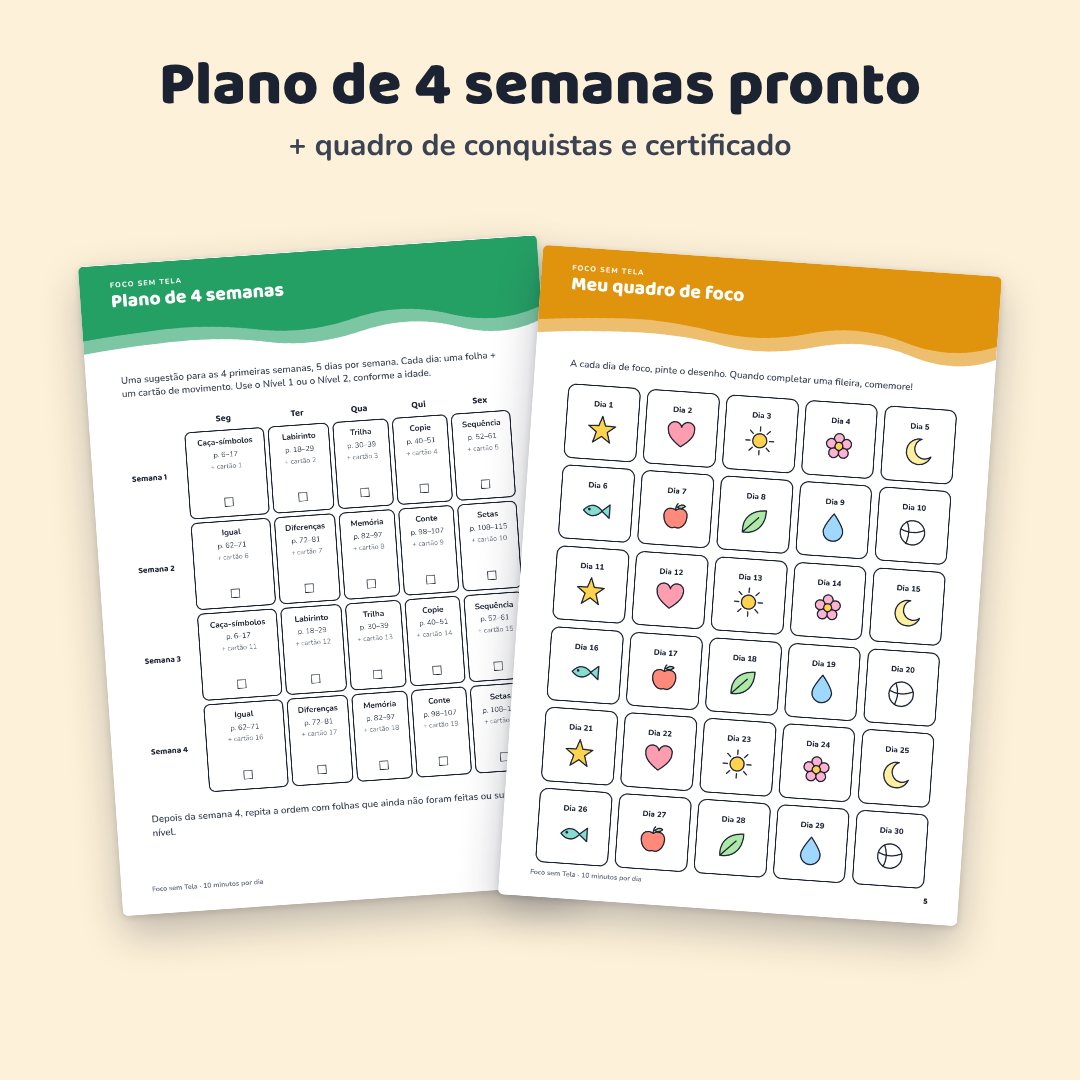 Plano de 4 semanas pronto
+ quadro de conquistas e certificado
FOCO SEM TELA
Plano de 4 semanas
Uma sugestão para as 4 primeiras semanas, 5 dias por semana. Cada dia: uma folha +
um cartão de movimento. Use o Nível 1 ou o Nível 2, conforme a idade.
Seg Ter Qua Qui Sex
Semana 1
Caça-símbolos
p. 6–17
+ cartão 1
Labirinto
p. 18–29
+ cartão 2
Trilha
p. 30–39
+ cartão 3
Copie
p. 40–51
+ cartão 4
Sequência
p. 52–61
+ cartão 5
Semana 2
Igual
p. 62–71
+ cartão 6
Diferenças
p. 72–81
+ cartão 7
Memória
p. 82–97
+ cartão 8
Conte
p. 98–107
+ cartão 9
Setas
p. 108–115
+ cartão 10
Semana 3
Caça-símbolos
p. 6–17
+ cartão 11
Labirinto
p. 18–29
+ cartão 12
Trilha
p. 30–39
+ cartão 13
Copie
p. 40–51
+ cartão 14
Sequência
p. 52–61
+ cartão 15
Semana 4
Igual
p. 62–71
+ cartão 16
Diferenças
p. 72–81
+ cartão 17
Memória
p. 82–97
+ cartão 18
Conte
p. 98–107
+ cartão 19
Setas
p. 108–1
+ cartão
Depois da semana 4, repita a ordem com folhas que ainda não foram feitas ou
nível.
Foco sem Tela · 10 minutos por dia
FOCO SEM TELA
Meu quadro de foco
A cada dia de foco, pinte o desenho. Quando completar uma fileira, comemore!
Dia 1 Dia 2 Dia 3 Dia 4 Dia 5
Dia 6 Dia 7 Dia 8 Dia 9 Dia 10
Dia 11 Dia 12 Dia 13 Dia 14 Dia 15
Dia 16 Dia 17 Dia 18 Dia 19 Dia 20
Dia 21 Dia 22 Dia 23 Dia 24 Dia 25
Dia 26 Dia 27 Dia 28 Dia 29 Dia 30
Foco sem Tela · 10 minutos por dia
5